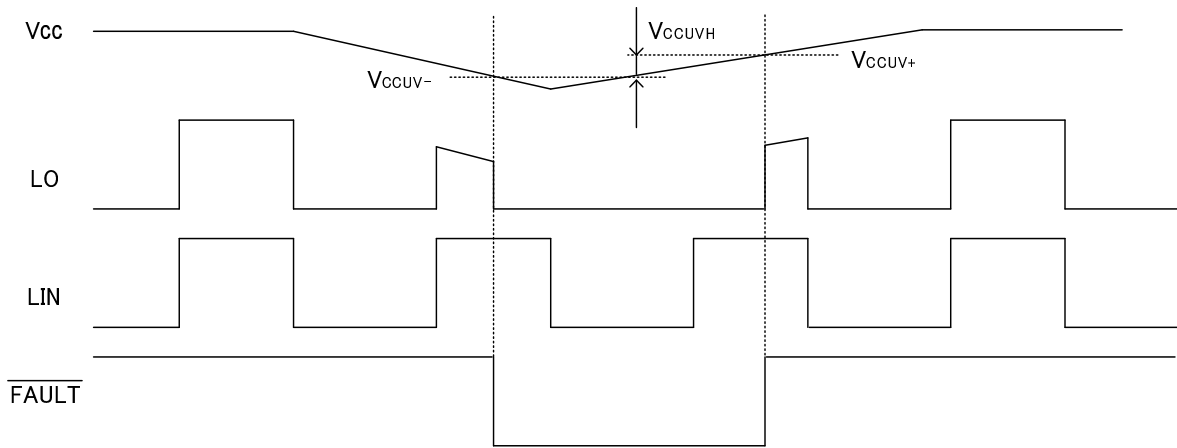 Vcc
VCCUVH
VCCUV-
VCCUV+
LO
LIN
FAULT